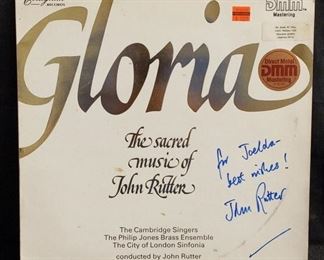 RECORDS
DMM
Mastering
Gloria
Direct Metal
DMM
Mastering
The sacred
music of
John Rutter
for Joelda-
best wishes!
John Rutter
The Cambridge Singers
The Philip Jones Brass Ensemble
The City of London Sinfonia
conducted by John Rutter